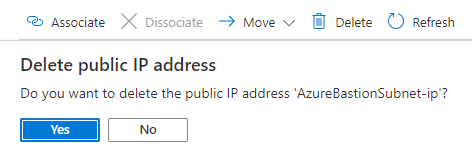 Associate Dissociate Move Delete Refresh
Delete public IP address
Do you want to delete the public IP address 'AzureBastionSubnet-ip'?
Yes No